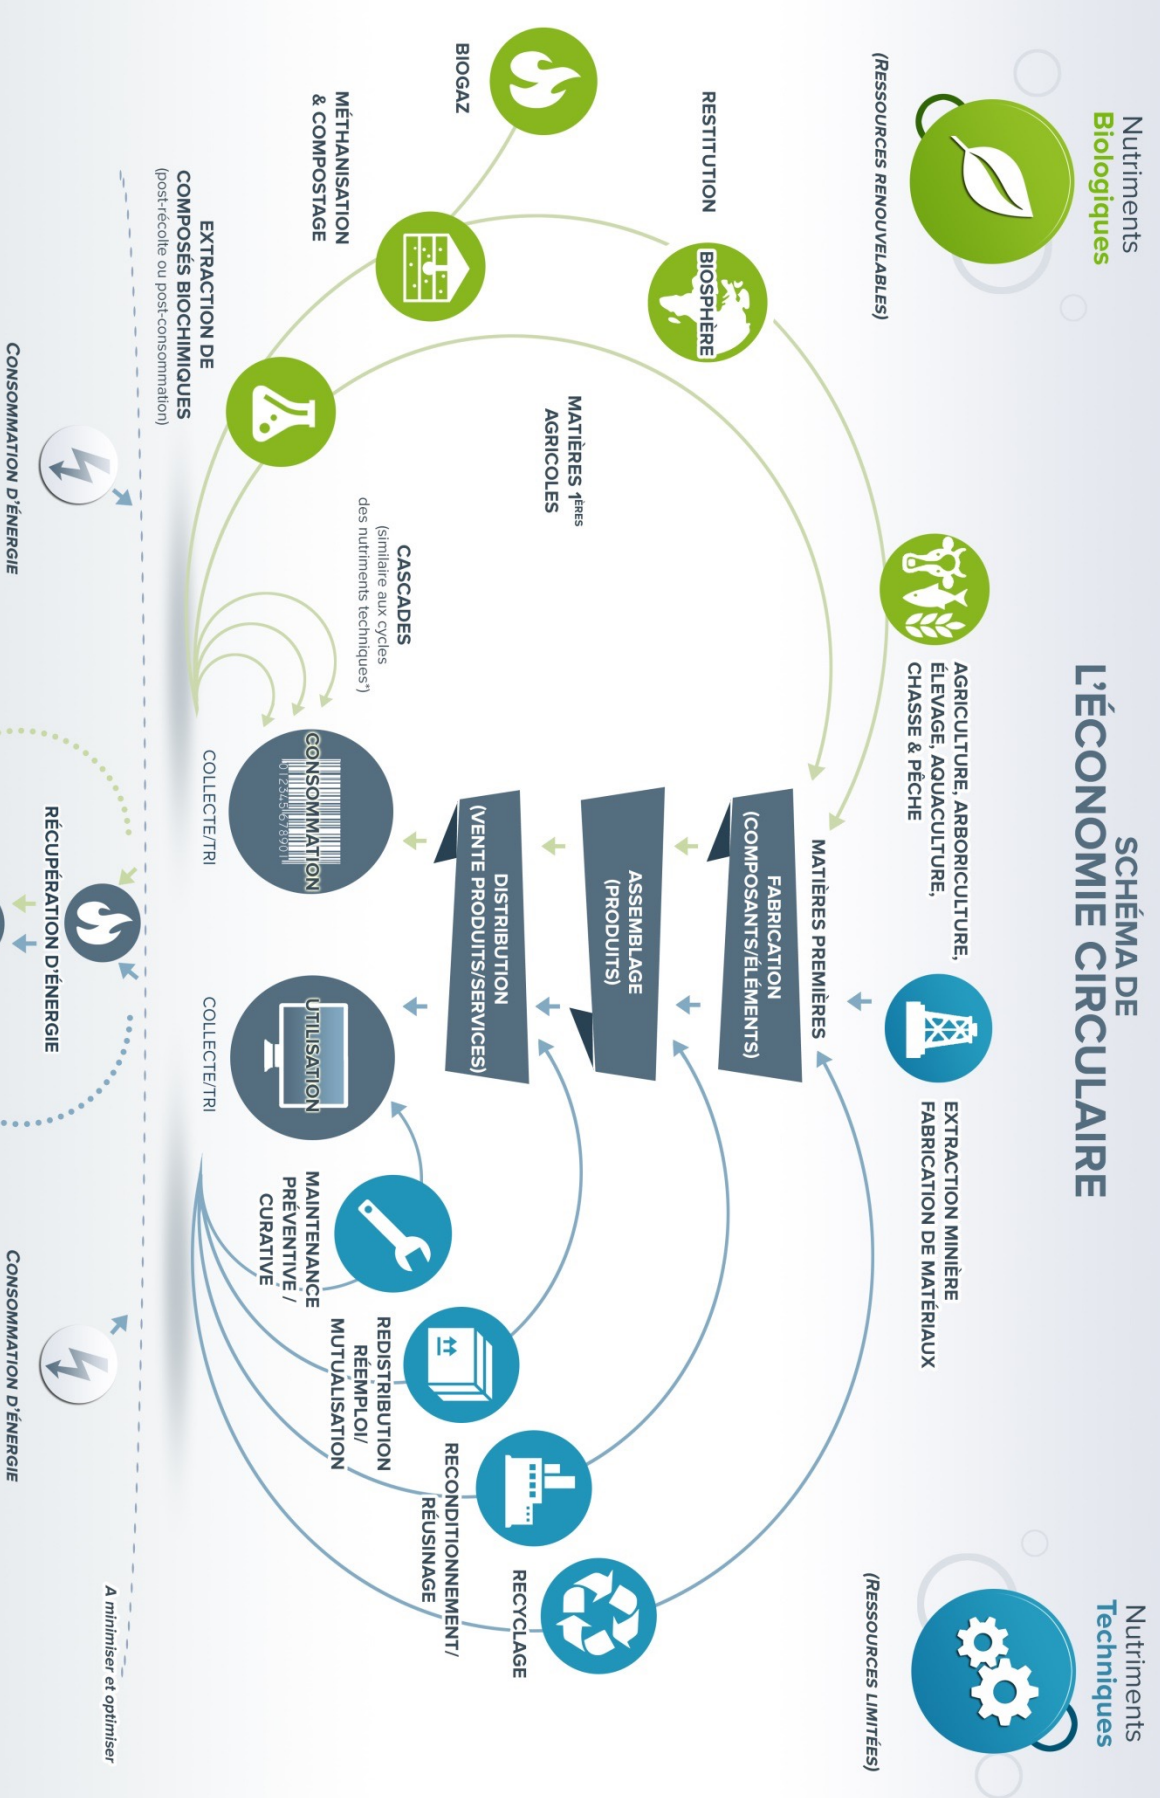 SCHÉMA DE
L'ÉCONOMIE CIRCULAIRE
Nutriments
Biologiques
(RESSOURCES RENOUVELABLES)
Nutriments
Techniques
(RESSOURCES LIMITÉES)
AGRICULTURE, ARBORICULTURE,
ÉLEVAGE, AQUACULTURE,
CHASSE & PÊCHE
EXTRACTION MINIÈRE
FABRICATION DE MATÉRIAUX
MATIÈRES PREMIÈRES
FABRICATION
(COMPOSANTS/ÉLÉMENTS)
ASSEMBLAGE
(PRODUITS)
DISTRIBUTION
(VENTE PRODUITS/SERVICES)
RESTITUTION
BIOSPHÈRE
BIOGAZ
MATIÈRES 1ÈRES
AGRICOLES
MÉTHANISATION
& COMPOSTAGE
CASCADES
(similaire aux cycles
des nutriments techniques*)
EXTRACTION DE
COMPOSÉS BIOCHIMIQUES
(post-récolte ou post-consommation)
CONSOMMATION
012345678901
UTILISATION
COLLECTE/TRI
COLLECTE/TRI
MAINTENANCE
PRÉVENTIVE /
CURATIVE
REDISTRIBUTION
RÉEMPLOI/
MUTUALISATION
RECONDITIONNEMENT/
RÉUSINAGE
RECYCLAGE
A minimiser et optimiser
RÉCUPÉRATION D'ÉNERGIE
CONSOMMATION D'ÉNERGIE
CONSOMMATION D'ÉNERGIE